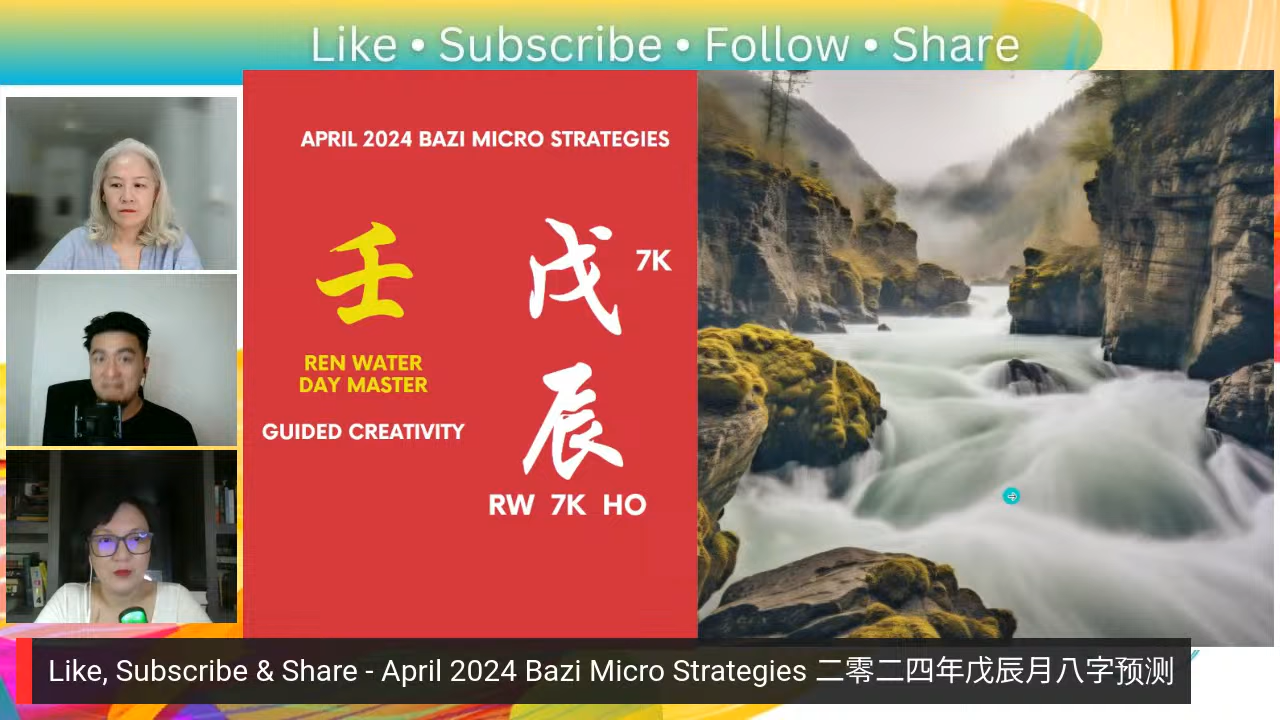 Like • Subscribe • Follow • Share
APRIL 2024 BAZI MICRO STRATEGIES
壬
戊
7K
REN WATER
DAY MASTER
辰
GUIDED CREATIVITY
RW 7K HO
Like, Subscribe & Share - April 2024 Bazi Micro Strategies 二零二四年戊辰月八字预测